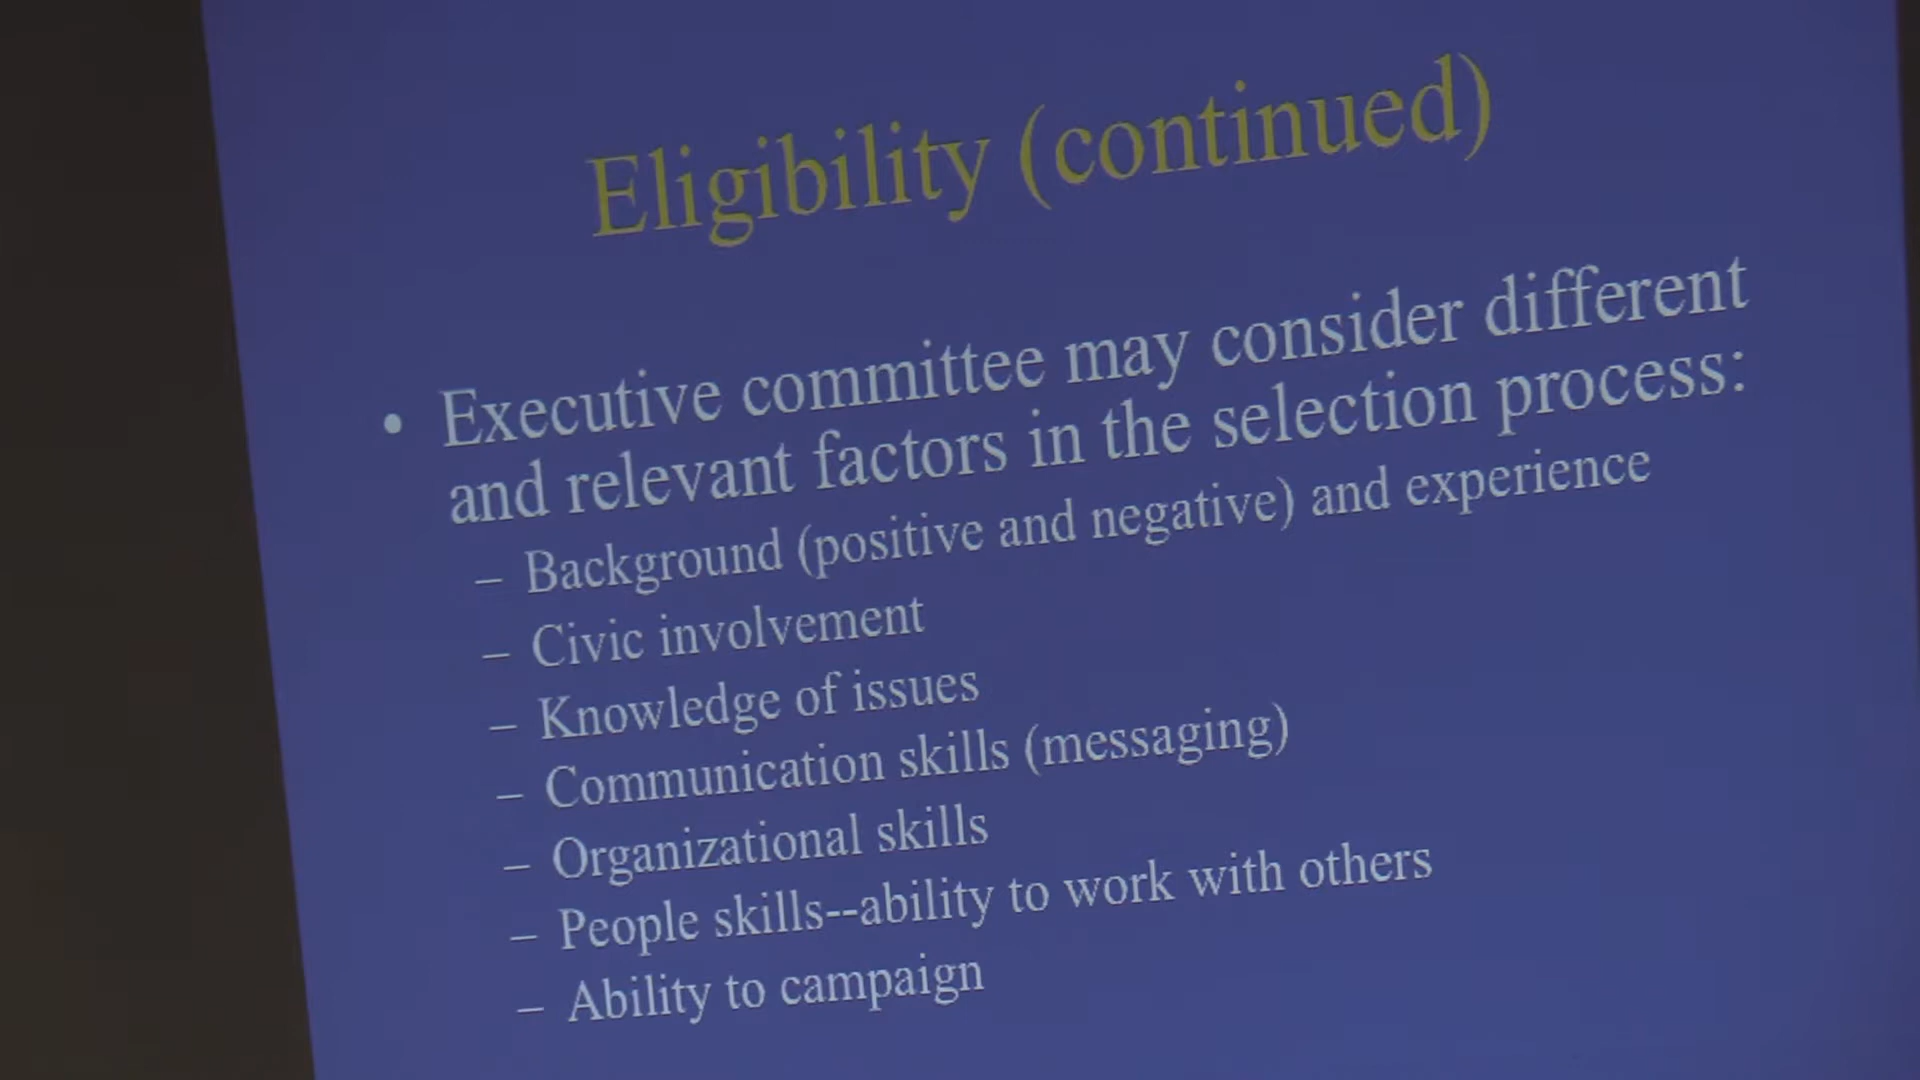 Eligibility (continued)
• Executive committee may consider different
and relevant factors in the selection process:
– Background (positive and negative) and experience
– Civic involvement
– Knowledge of issues
– Communication skills (messaging)
– Organizational skills
– People skills--ability to work with others
– Ability to campaign